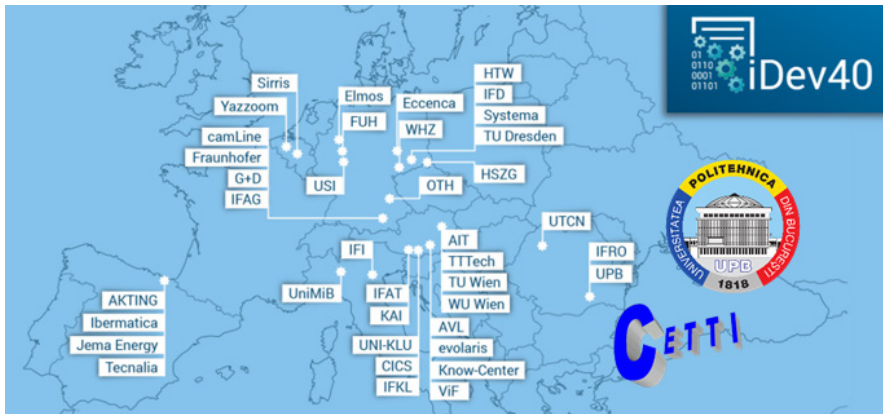 01
0110
0001
01101
iDev40
Sirris
Yazzoom
camLine
Fraunhofer
G+D
IFAG
Elmos
FUH
USI
Eccenca
WHZ
HTW
IFD
Systema
TU Dresden
HSZG
OTH
UTCN
IFRO
UPB
IFI
UniMiB
IFAT
KAI
UNI-KLU
CICS
IFKL
AIT
TTTech
TU Wien
WU Wien
AVL
evolaris
Know-Center
ViF
AKTING
Ibermatica
Jema Energy
Tecnalia
UNIVERSITATEA
POLITEHNICA
DIN BUCUREȘTI
UPB
1818
CETTI